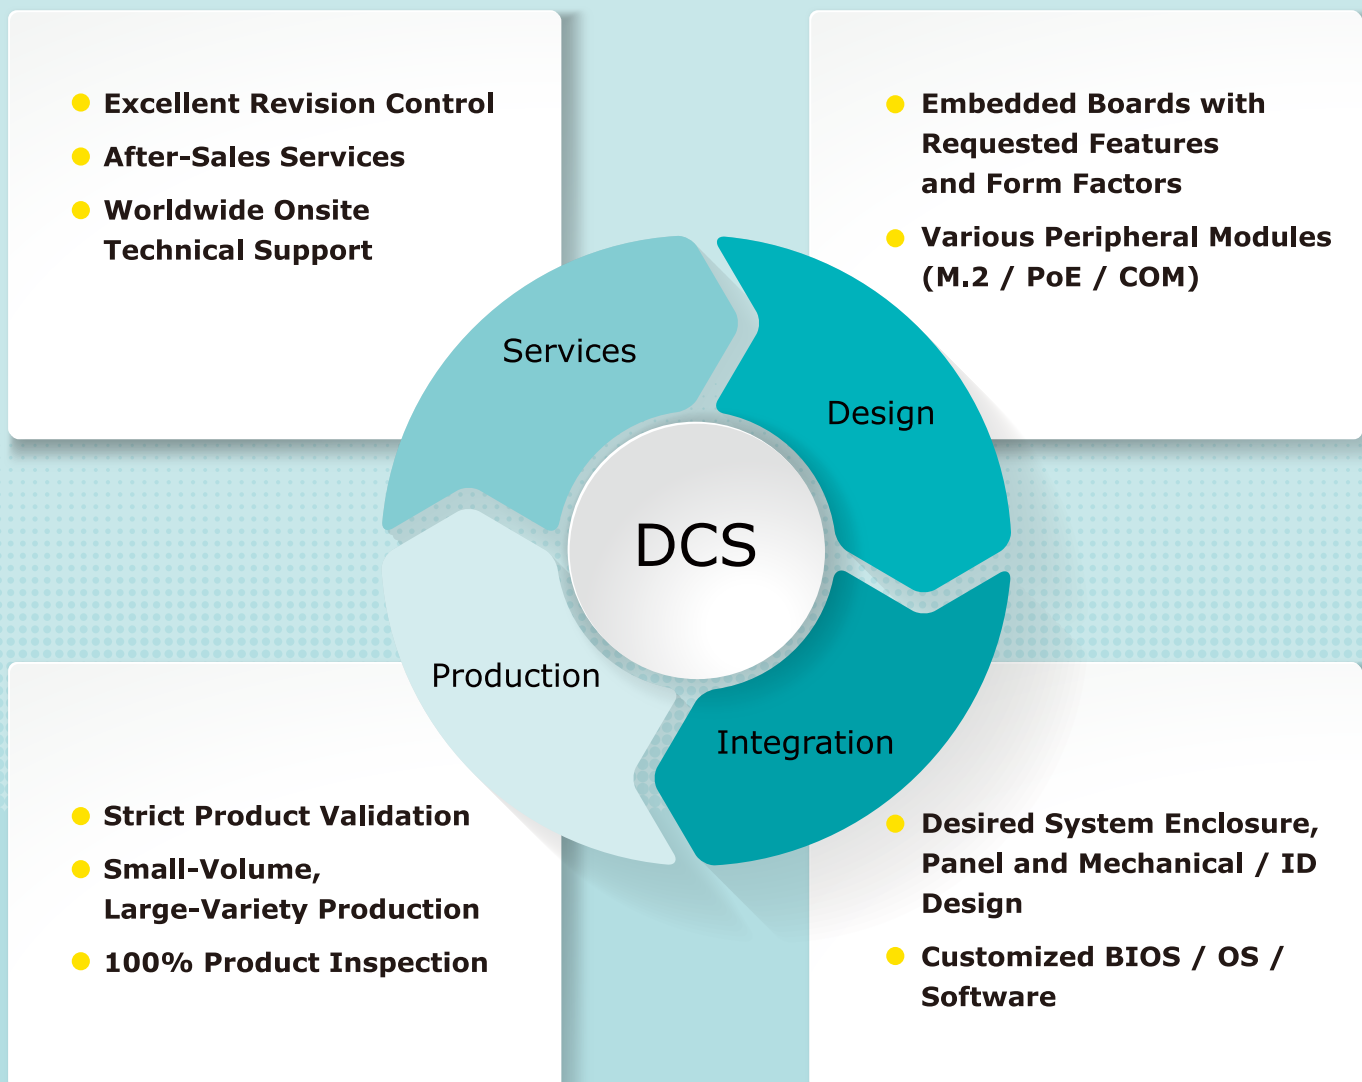 Excellent Revision Control
After-Sales Services
Worldwide Onsite
Technical Support
Embedded Boards with
Requested Features
and Form Factors
Various Peripheral Modules
(M.2 / PoE / COM)
Services
Design
DCS
Production
Integration
Strict Product Validation
Small-Volume,
Large-Variety Production
100% Product Inspection
Desired System Enclosure,
Panel and Mechanical / ID
Design
Customized BIOS / OS /
Software